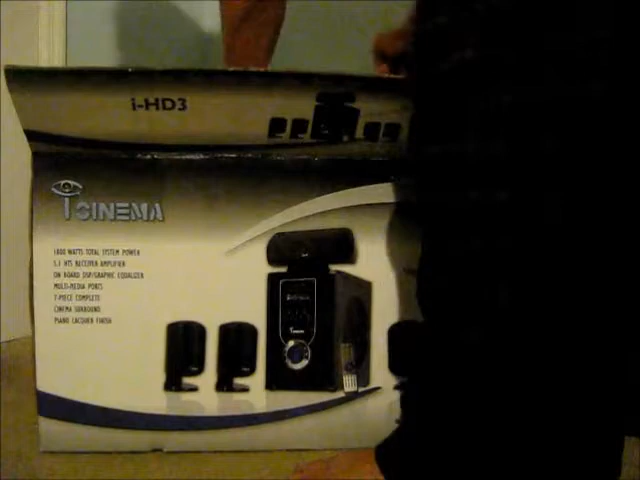 i-HD3
iCINEMA
1800 WATTS TOTAL SYSTEM POWER
5.1 HTS RECEIVER AMPLIFIER
ON BOARD DSP/GRAPHIC EQUALIZER
MULTI-MEDIA PORTS
7-PIECE COMPLETE
CINEMA SURROUND
PIANO LACQUER FINISH